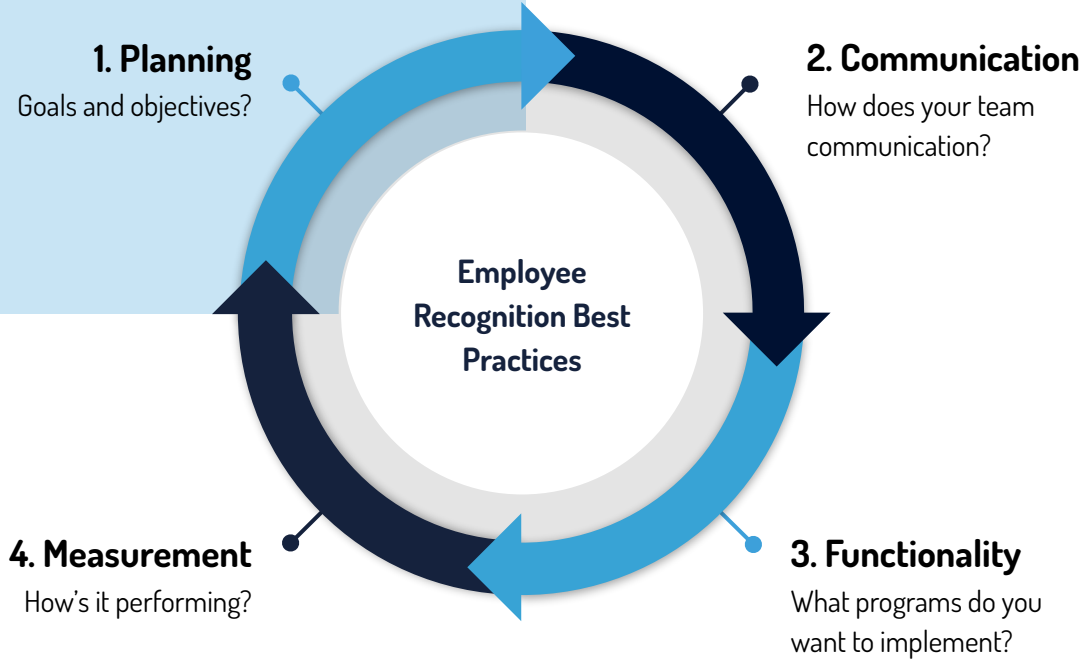 1. Planning
Goals and objectives?
2. Communication
How does your team
communication?
Employee
Recognition Best
Practices
3. Functionality
What programs do you
want to implement?
4. Measurement
How's it performing?